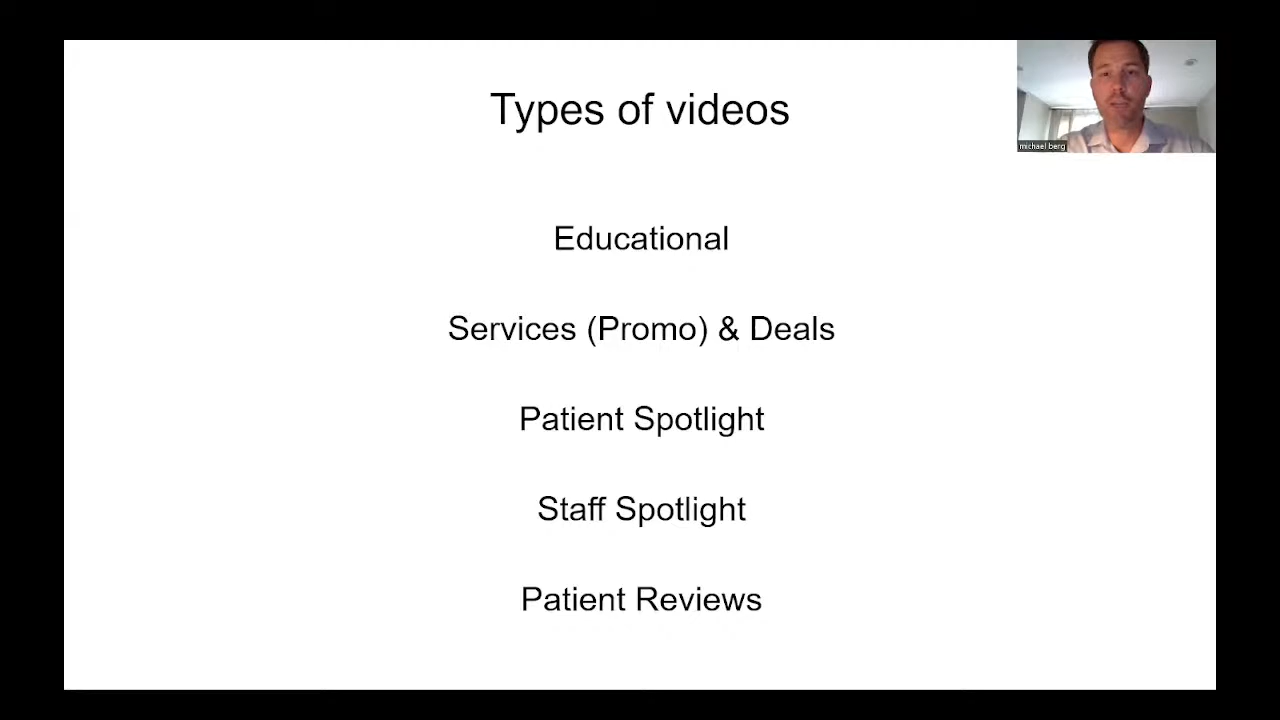 Types of videos
michael berg
Educational
Services (Promo) & Deals
Patient Spotlight
Staff Spotlight
Patient Reviews